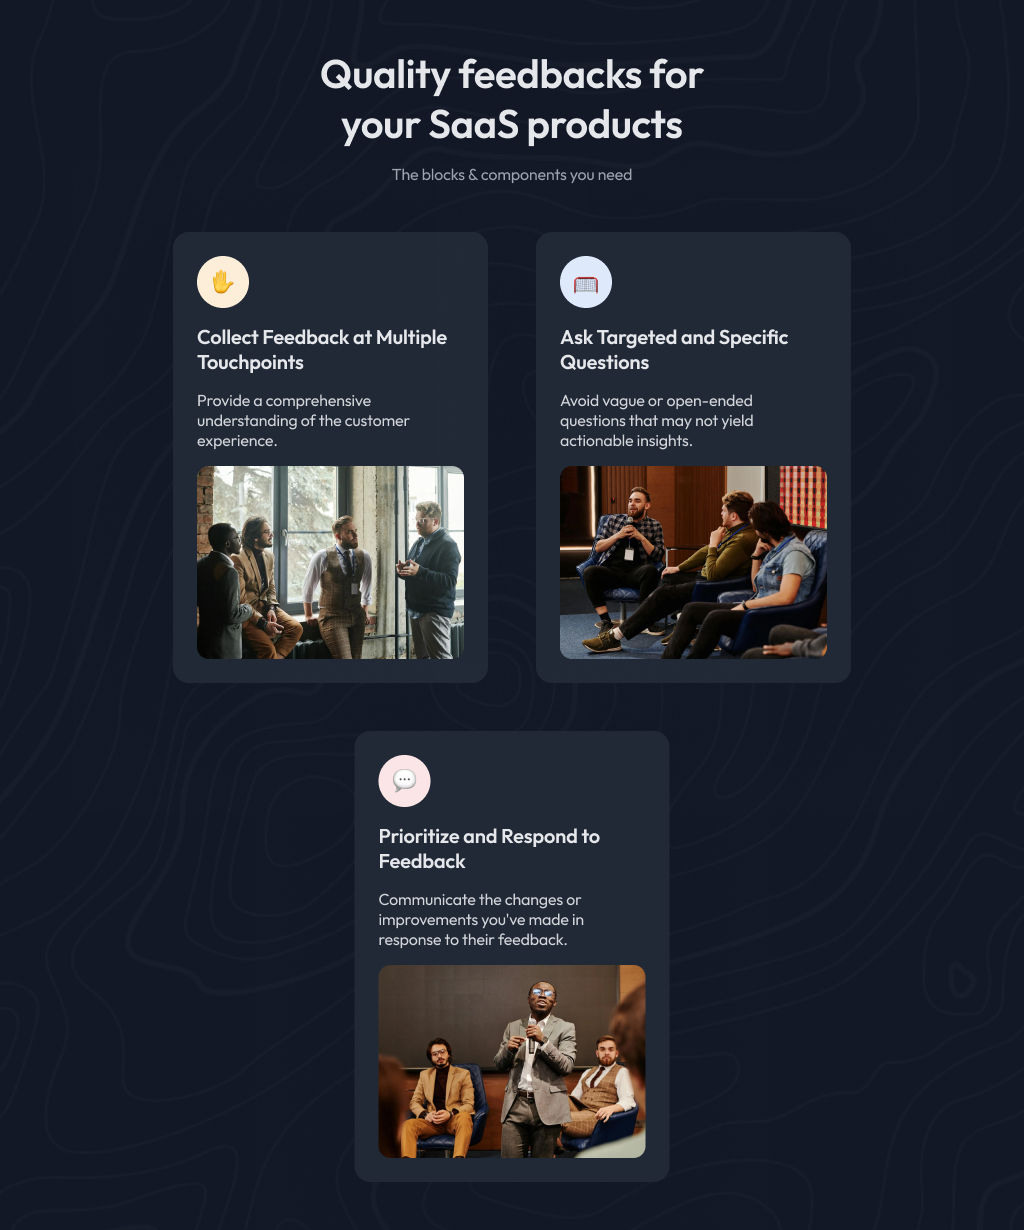 Quality feedbacks for
your SaaS products
The blocks & components you need
Collect Feedback at Multiple
Touchpoints
Provide a comprehensive
understanding of the customer
experience.
Ask Targeted and Specific
Questions
Avoid vague or open-ended
questions that may not yield
actionable insights.
Prioritize and Respond to
Feedback
Communicate the changes or
improvements you've made in
response to their feedback.